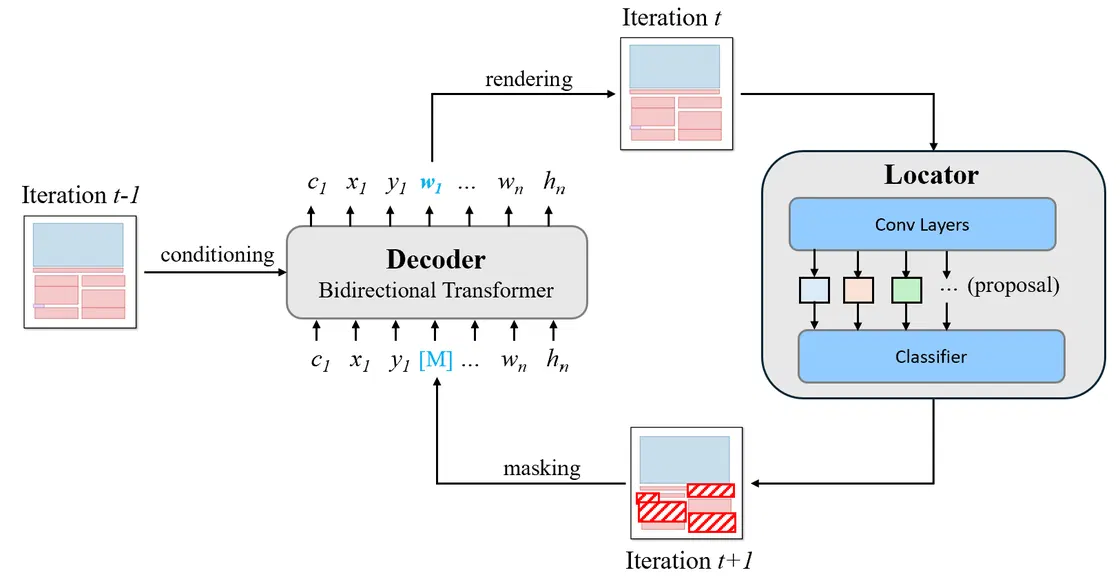 Iteration t
rendering
Locator
Conv Layers
... (proposal)
Classifier
Iteration t-1
conditioning
c1 x1 y1 w1 ... wn hn
Decoder
Bidirectional Transformer
c1 x1 y1 [M] ... wn hn
masking
Iteration t+1